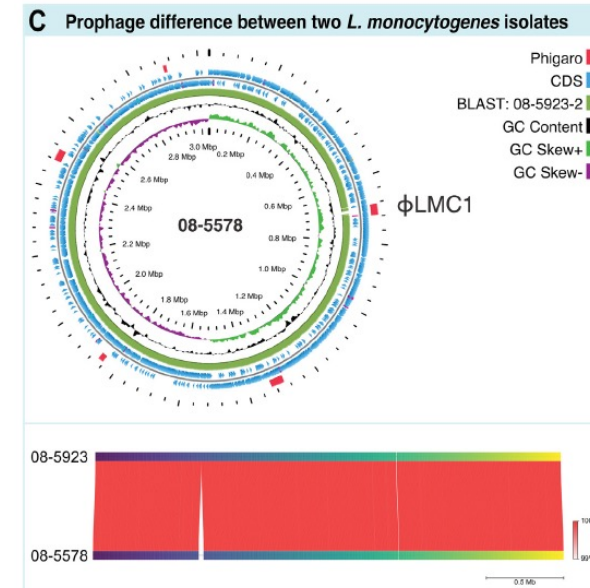 C Prophage difference between two L. monocytogenes isolates
Phigaro
CDS
BLAST: 08-5923-2
GC Content
GC Skew+
GC Skew-
ϕLMC1
08-5578
3.0 Mbp
0.2 Mbp
0.4 Mbp
0.6 Mbp
0.8 Mbp
1.0 Mbp
1.2 Mbp
1.4 Mbp
1.6 Mbp
1.8 Mbp
2.0 Mbp
2.2 Mbp
2.4 Mbp
2.6 Mbp
2.8 Mbp
08-5923
08-5578
0.5 Mb